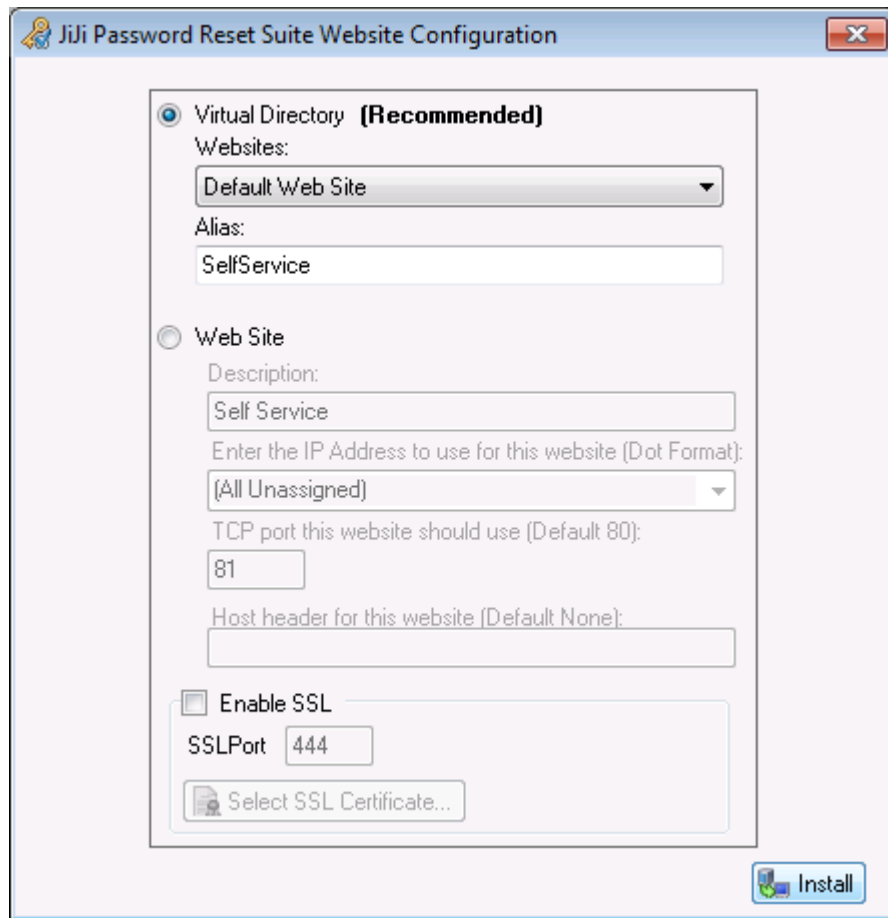 JiJi Password Reset Suite Website Configuration
Virtual Directory (Recommended)
Websites:
Default Web Site
Alias:
SelfService
Web Site
Description:
Self Service
Enter the IP Address to use for this website (Dot Format):
(All Unassigned)
TCP port this website should use (Default 80):
81
Host header for this website (Default None):
Enable SSL
SSLPort 444
Select SSL Certificate...
Install